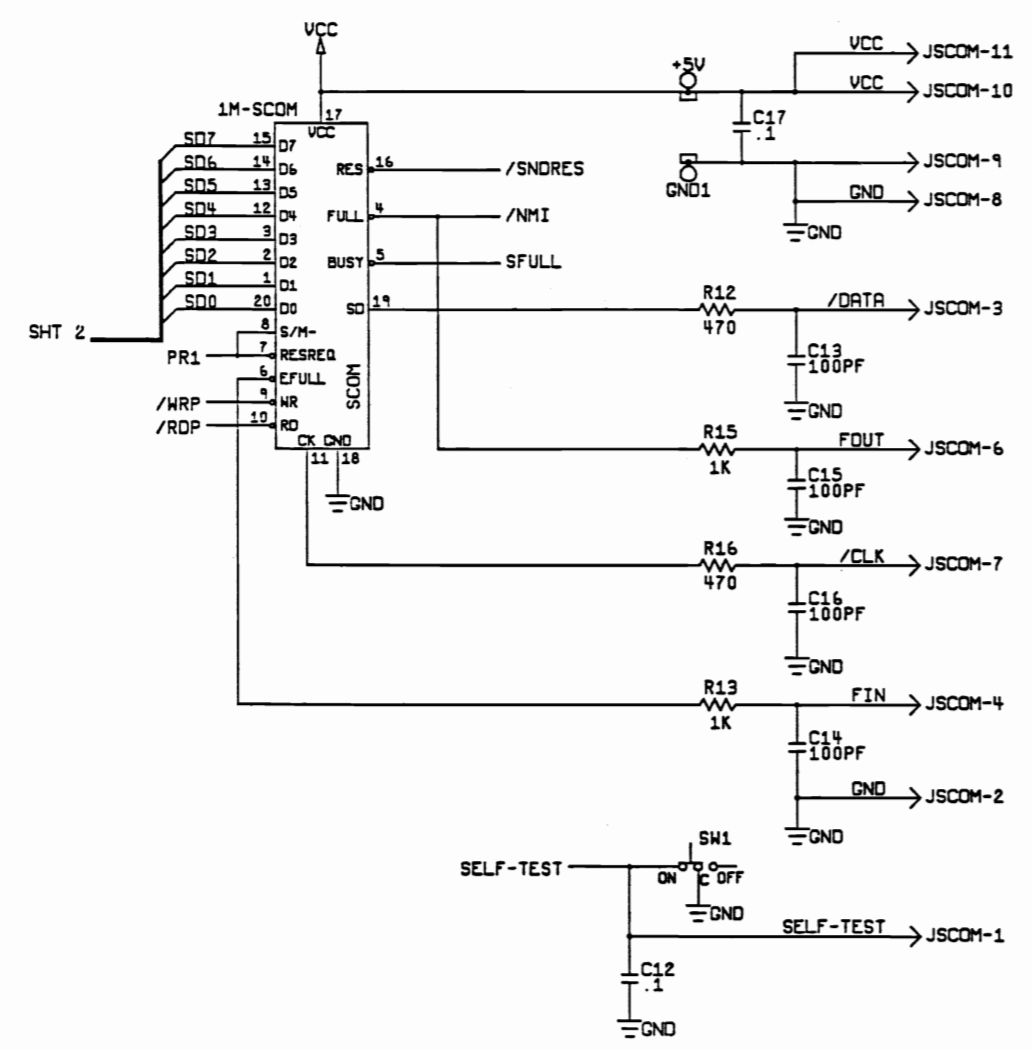 VCC
VCC
JSCOM-11
+5V
VCC
JSCOM-10
1M-SCOM
17
VCC
C17
.1
SD7
15
D7
SD6
14
D6
RES
16
/SNDRES
JSCOM-9
SD5
13
D5
GND1
GND
JSCOM-8
SD4
12
D4
FULL
4
/NMI
GND
SD3
3
D3
SD2
2
D2
BUSY
5
SFULL
SD1
1
D1
SD0
20
D0
SD
19
R12
470
/DATA
JSCOM-3
SHT 2
8
S/M-
PR1
7
RESREQ
C13
100PF
6
EFULL
SCOM
/WRP
9
WR
GND
/RDP
10
RD
CK
GND
R15
1K
FOUT
JSCOM-6
11
18
GND
C15
100PF
GND
R16
470
/CLK
JSCOM-7
C16
100PF
GND
R13
1K
FIN
JSCOM-4
C14
100PF
GND
JSCOM-2
GND
SW1
SELF-TEST
ON
C
OFF
GND
SELF-TEST
JSCOM-1
C12
.1
GND